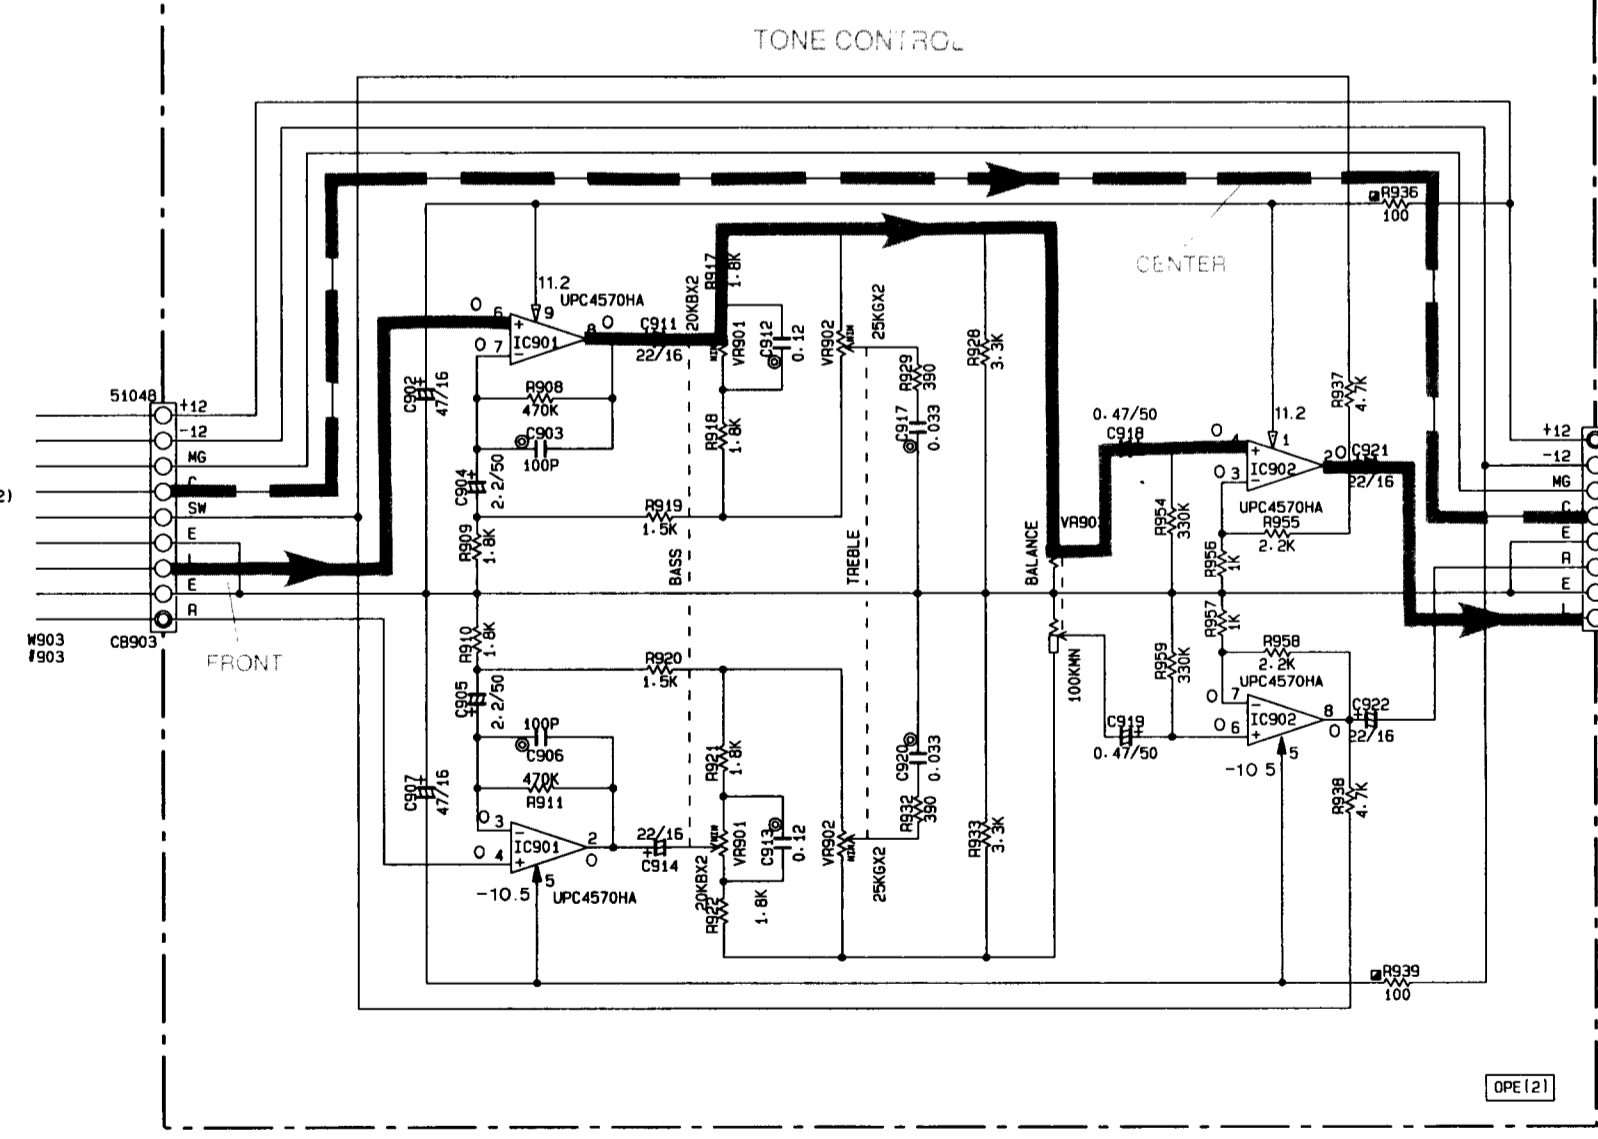 TONE CONTROL
R936
100
CENTER
11.2
UPC4570HA
O
6
9
+
IC901
O
7
−
8
O
C911
22/16
20KBX2
R917
1.8K
VR901
MIN
C912
0.12
VR902
MIN
25KGX2
R928
3.3K
R929
390
C917
0.033
R908
470K
C903
100P
C902
47/16
C904
2.2/50
R918
1.8K
R909
1.8K
R919
1.5K
BASS
TREBLE
BALANCE
0.47/50
C918
R937
4.7K
11.2
O
4
1
+
IC902
O
3
−
2
O
C921
22/16
UPC4570HA
R955
2.2K
R954
330K
R956
1K
51048
+12
-12
MG
C
SW
E
L
E
R
W903
#903
CB903
FRONT
+12
-12
MG
C
E
R
E
L
R910
1.8K
R920
1.5K
C905
2.2/50
100P
C906
470K
R911
C907
47/16
O
3
−
IC901
O
4
+
2
O
5
-10.5
UPC4570HA
22/16
C914
R921
1.8K
VR901
MIN
C913
0.12
20KBX2
R922
1.8K
VR902
MIN
25KGX2
C920
0.033
R932
390
R933
3.3K
100KMN
C919
0.47/50
R959
330K
R957
1K
R958
2.2K
UPC4570HA
O
7
−
IC902
O
6
+
8
O
5
-10.5
C922
22/16
R938
4.7K
R939
100
OPE(2)